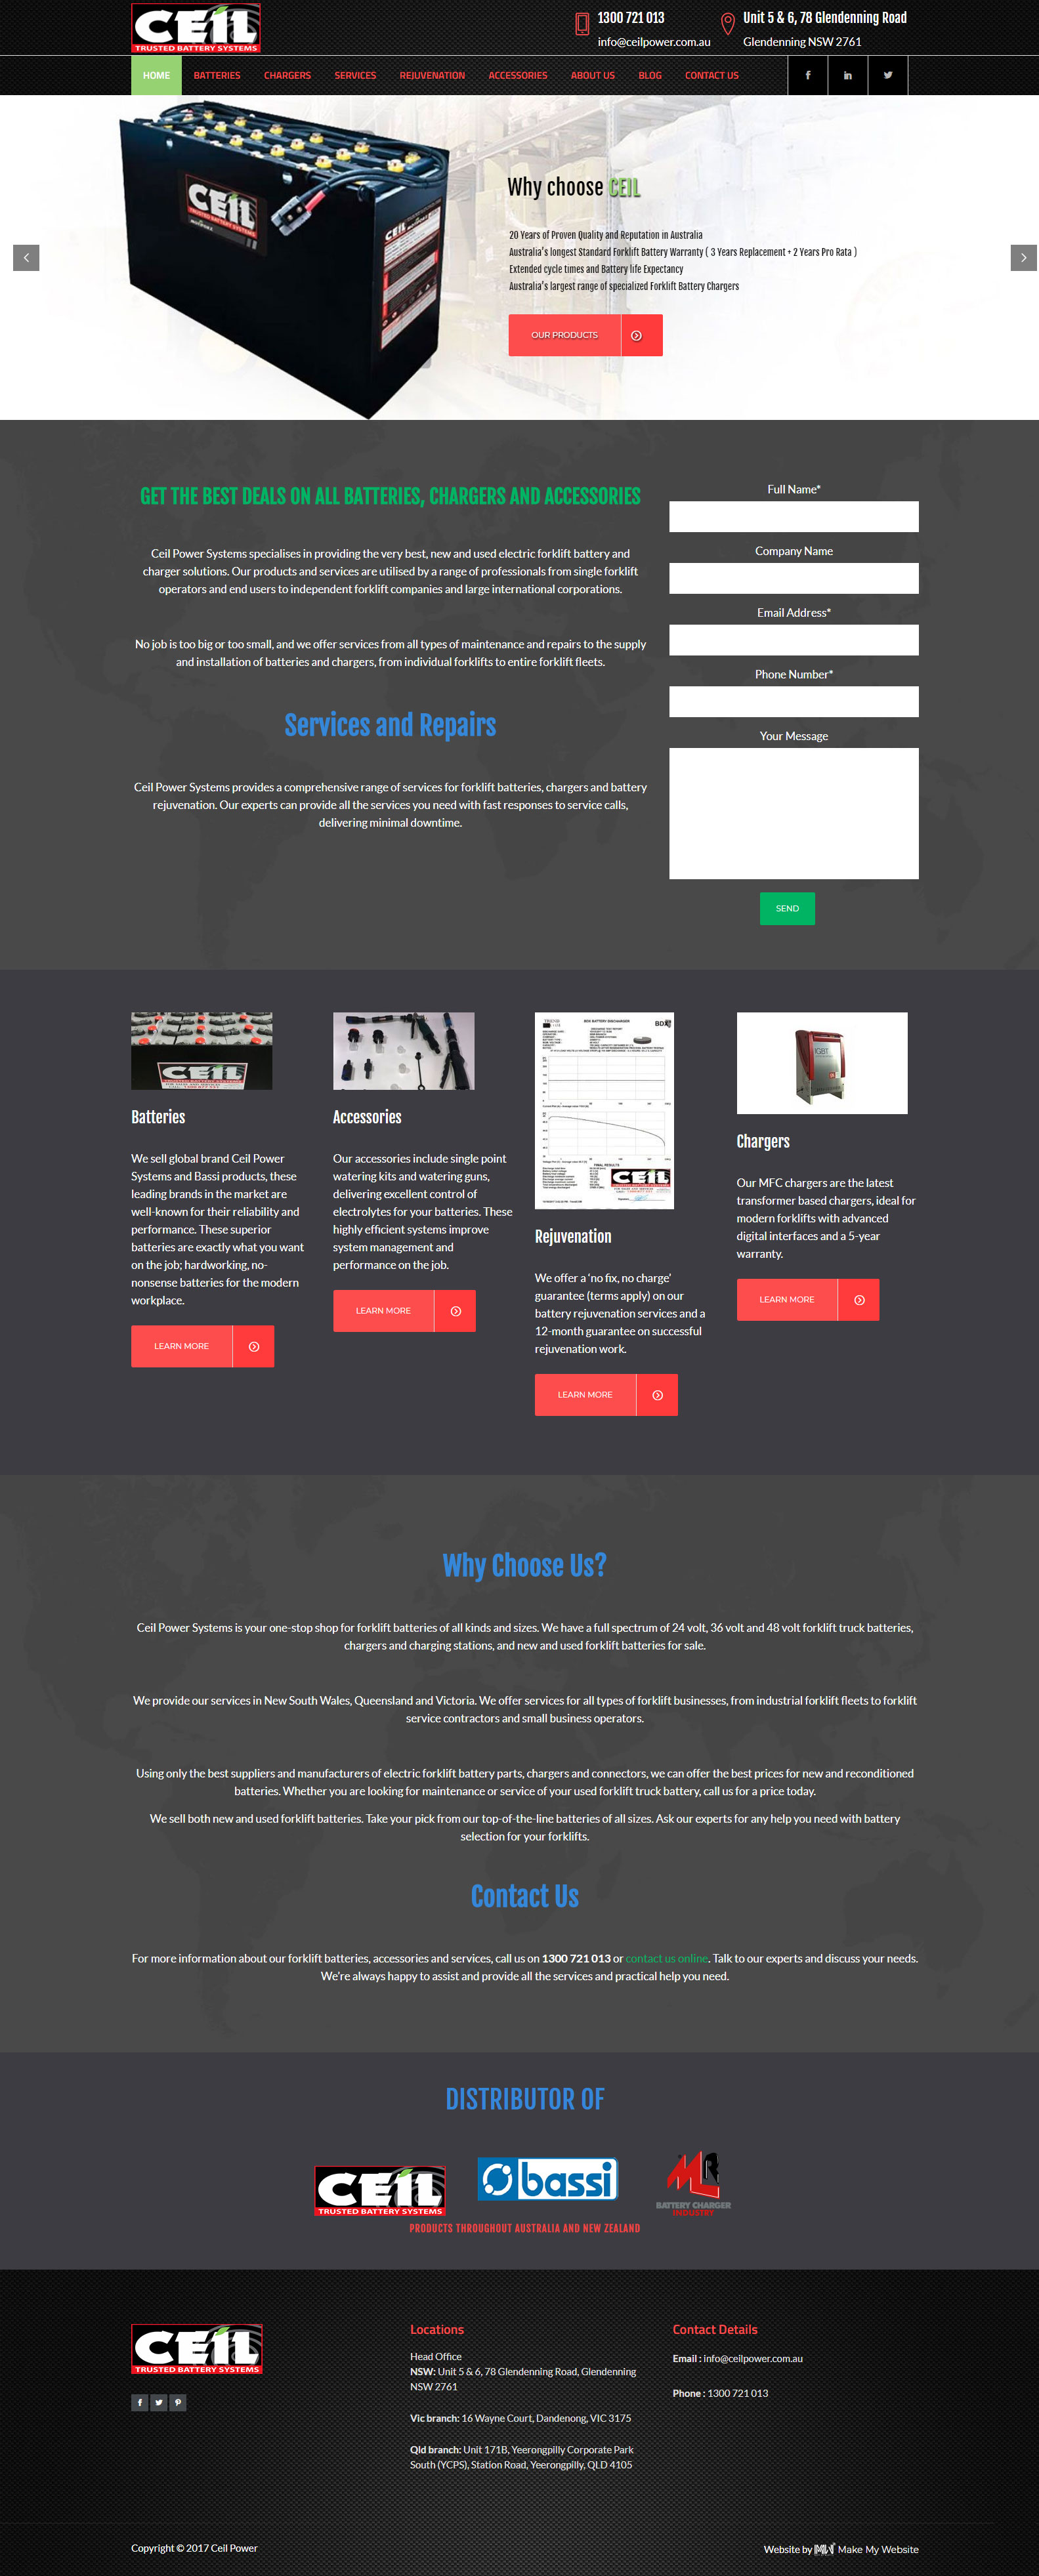 CEIL
TRUSTED BATTERY SYSTEMS
1300 721 013
info@ceilpower.com.au
Unit 5 & 6, 78 Glendenning Road
Glendenning NSW 2761
HOME BATTERIES CHARGERS SERVICES REJUVENATION ACCESSORIES ABOUT US BLOG CONTACT US
CEIL
TRUSTED BATTERY SYSTEMS
Why choose CEIL
20 Years of Proven Quality and Reputation in Australia
Australia's longest Standard Forklift Battery Warranty ( 3 Years Replacement + 2 Years Pro Rata )
Extended cycle times and Battery life Expectancy
Australia's largest range of specialized Forklift Battery Chargers
OUR PRODUCTS
GET THE BEST DEALS ON ALL BATTERIES, CHARGERS AND ACCESSORIES
Ceil Power Systems specialises in providing the very best, new and used electric forklift battery and
charger solutions. Our products and services are utilised by a range of professionals from single forklift
operators and end users to independent forklift companies and large international corporations.
No job is too big or too small, and we offer services from all types of maintenance and repairs to the supply
and installation of batteries and chargers, from individual forklifts to entire forklift fleets.
Services and Repairs
Ceil Power Systems provides a comprehensive range of services for forklift batteries, chargers and battery
rejuvenation. Our experts can provide all the services you need with fast responses to service calls,
delivering minimal downtime.
Full Name*
Company Name
Email Address*
Phone Number*
Your Message
SEND
CEIL
Batteries
We sell global brand Ceil Power
Systems and Bassi products, these
leading brands in the market are
well-known for their reliability and
performance. These superior
batteries are exactly what you want
on the job; hardworking, no-
nonsense batteries for the modern
workplace.
LEARN MORE
Accessories
Our accessories include single point
watering kits and watering guns,
delivering excellent control of
electrolytes for your batteries. These
highly efficient systems improve
system management and
performance on the job.
LEARN MORE
FINAL RESULTS
CEIL
Rejuvenation
We offer a ‘no fix, no charge’
guarantee (terms apply) on our
battery rejuvenation services and a
12-month guarantee on successful
rejuvenation work.
LEARN MORE
IGBT
Chargers
Our MFC chargers are the latest
transformer based chargers, ideal for
modern forklifts with advanced
digital interfaces and a 5-year
warranty.
LEARN MORE
Why Choose Us?
Ceil Power Systems is your one-stop shop for forklift batteries of all kinds and sizes. We have a full spectrum of 24 volt, 36 volt and 48 volt forklift truck batteries,
chargers and charging stations, and new and used forklift batteries for sale.
We provide our services in New South Wales, Queensland and Victoria. We offer services for all types of forklift businesses, from industrial forklift fleets to forklift
service contractors and small business operators.
Using only the best suppliers and manufacturers of electric forklift battery parts, chargers and connectors, we can offer the best prices for new and reconditioned
batteries. Whether you are looking for maintenance or service of your used forklift truck battery, call us for a price today.
We sell both new and used forklift batteries. Take your pick from our top-of-the-line batteries of all sizes. Ask our experts for any help you need with battery
selection for your forklifts.
Contact Us
For more information about our forklift batteries, accessories and services, call us on 1300 721 013 or contact us online. Talk to our experts and discuss your needs.
We're always happy to assist and provide all the services and practical help you need.
DISTRIBUTOR OF
CEIL
TRUSTED BATTERY SYSTEMS
bassi
MR
BATTERY CHARGER
INDUSTRY
PRODUCTS THROUGHOUT AUSTRALIA AND NEW ZEALAND
CEIL
TRUSTED BATTERY SYSTEMS
Locations
Head Office
NSW: Unit 5 & 6, 78 Glendenning Road, Glendenning
NSW 2761
Vic branch: 16 Wayne Court, Dandenong, VIC 3175
Qld branch: Unit 171B, Yeerongpilly Corporate Park
South (YCPS), Station Road, Yeerongpilly, QLD 4105
Contact Details
Email : info@ceilpower.com.au
Phone : 1300 721 013
Copyright © 2017 Ceil Power
Website by Make My Website